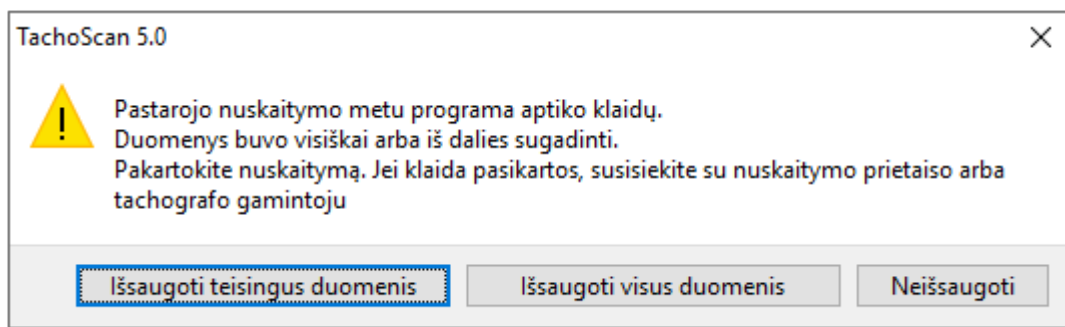 TachoScan 5.0
Pastarojo nuskaitymo metu programa aptiko klaidų.
Duomenys buvo visiškai arba iš dalies sugadinti.
Pakartokite nuskaitymą. Jei klaida pasikartos, susisiekite su nuskaitymo prietaiso arba
tachografo gamintoju
Išsaugoti teisingus duomenis Išsaugoti visus duomenis Neišsaugoti